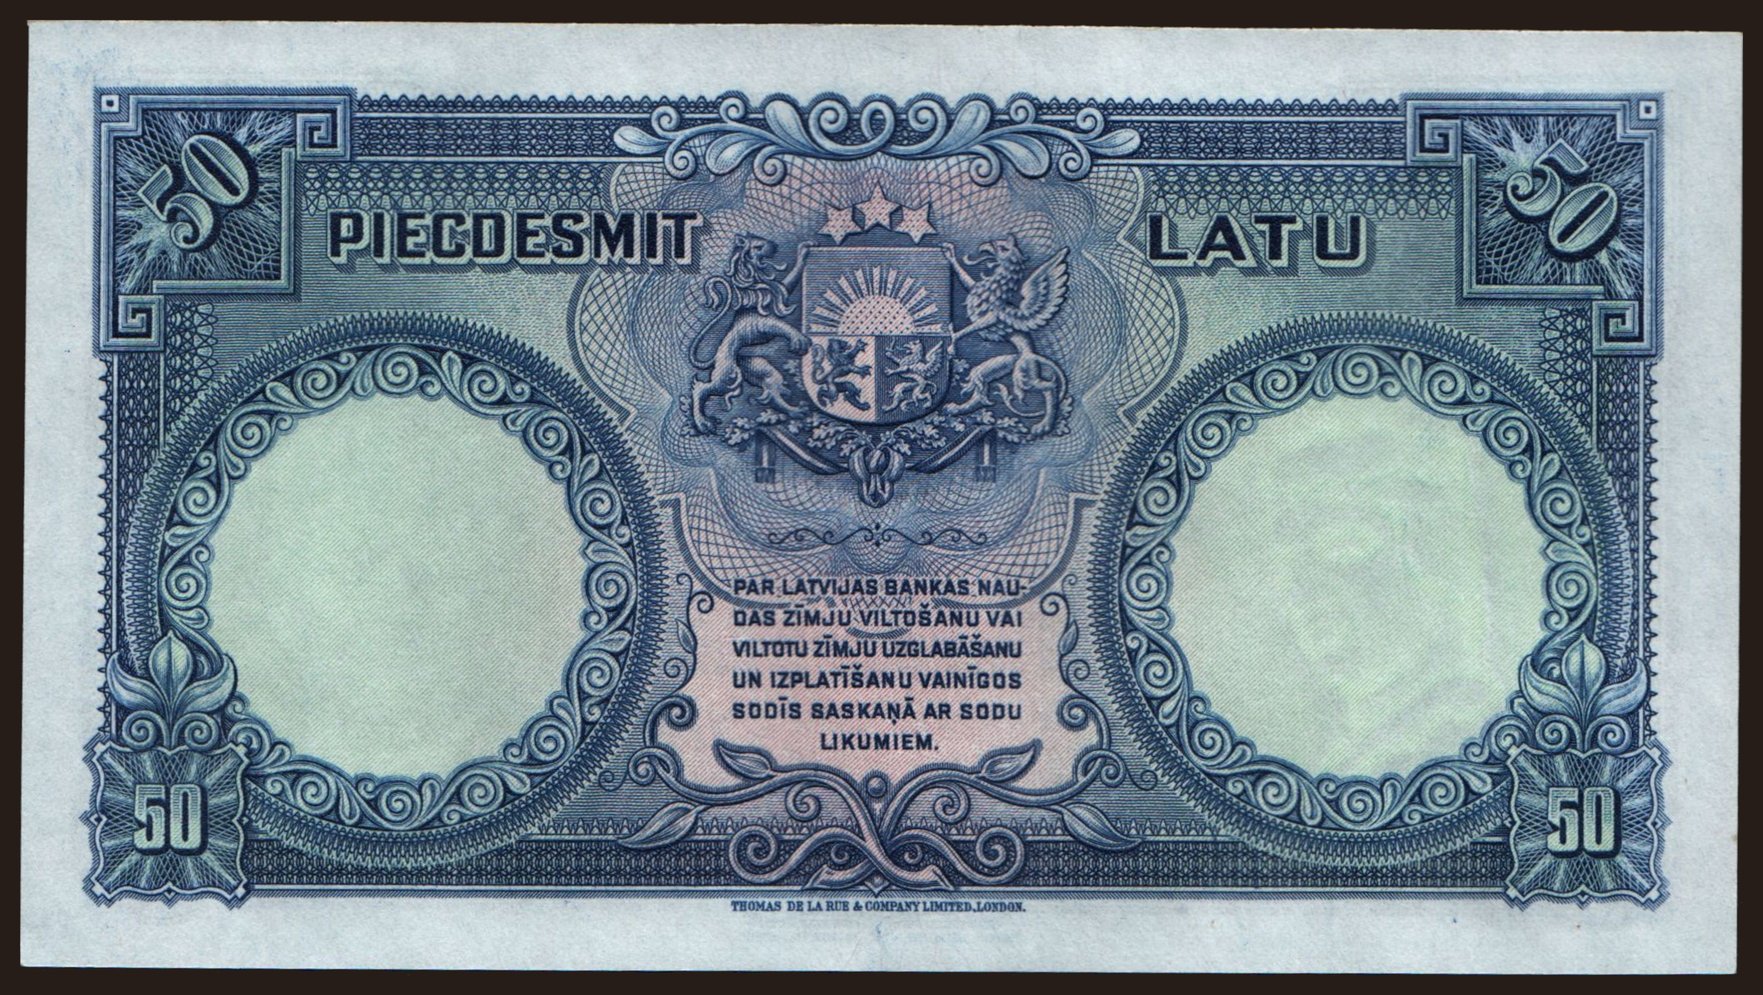 50
50
PIECDESMIT LATU
PAR LATVIJAS BANKAS NAU-
DAS ZĪMJU VILTOŠANU VAI
VILTOTU ZĪMJU UZGLABĀŠANU
UN IZPLATĪŠANU VAINĪGOS
SODĪS SASKAŅĀ AR SODU
LIKUMIEM.
50
50
THOMAS DE LA RUE & COMPANY LIMITED, LONDON.